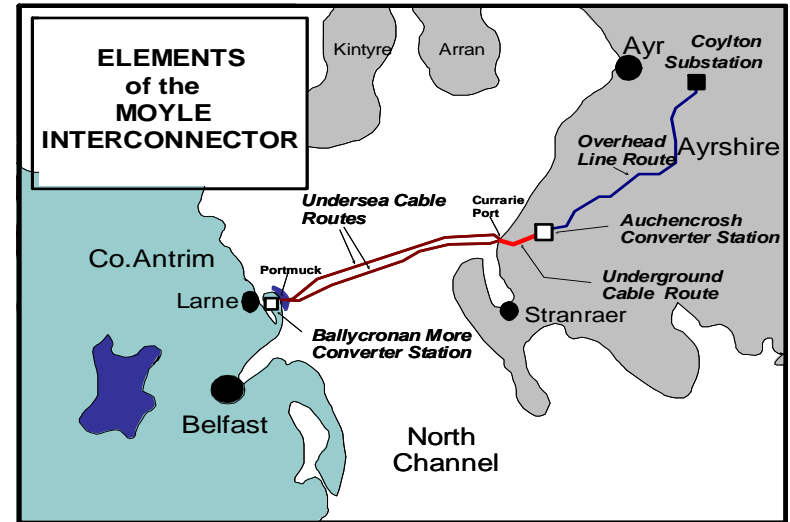 ELEMENTS
of the
MOYLE
INTERCONNECTOR
Kintyre
Arran
Ayr
Coylton
Substation
Overhead
Line Route
Ayrshire
Undersea Cable
Routes
Currarie
Port
Auchencrosh
Converter Station
Underground
Cable Route
Co.Antrim
Portmuck
Larne
Stranraer
Ballycronan More
Converter Station
Belfast
North
Channel